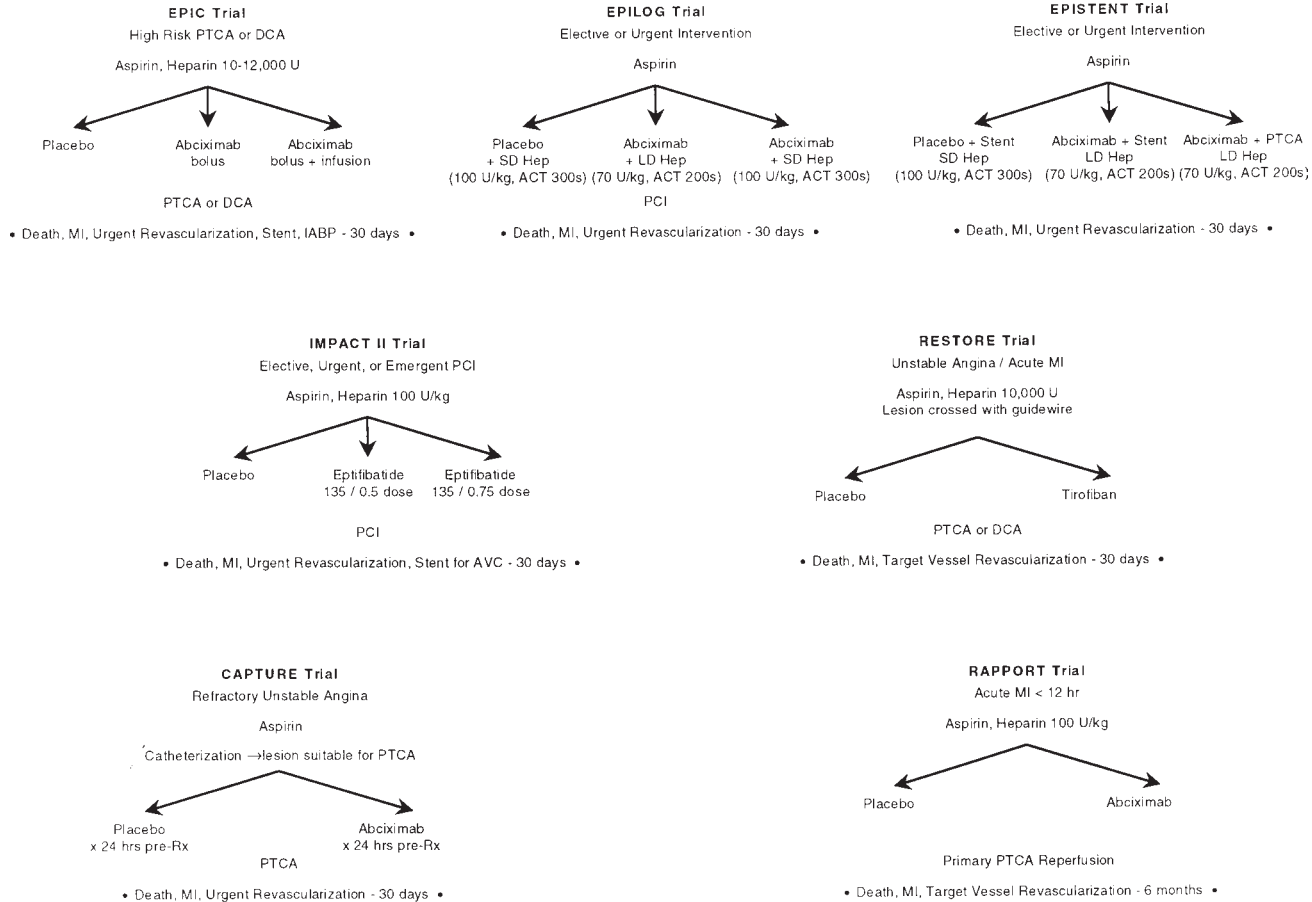 EPIC Trial
High Risk PTCA or DCA
Aspirin, Heparin 10-12,000 U
Placebo
Abciximab
bolus
Abciximab
bolus + infusion
PTCA or DCA
• Death, MI, Urgent Revascularization, Stent, IABP - 30 days •
EPILOG Trial
Elective or Urgent Intervention
Aspirin
Placebo
+ SD Hep
(100 U/kg, ACT 300s)
Abciximab
+ LD Hep
(70 U/kg, ACT 200s)
Abciximab
+ SD Hep
(100 U/kg, ACT 300s)
PCI
• Death, MI, Urgent Revascularization - 30 days •
EPISTENT Trial
Elective or Urgent Intervention
Aspirin
Placebo + Stent
SD Hep
(100 U/kg, ACT 300s)
Abciximab + Stent
LD Hep
(70 U/kg, ACT 200s)
Abciximab + PTCA
LD Hep
(70 U/kg, ACT 200s)
• Death, MI, Urgent Revascularization - 30 days •
IMPACT II Trial
Elective, Urgent, or Emergent PCI
Aspirin, Heparin 100 U/kg
Placebo
Eptifibatide
135 / 0.5 dose
Eptifibatide
135 / 0.75 dose
PCI
• Death, MI, Urgent Revascularization, Stent for AVC - 30 days •
RESTORE Trial
Unstable Angina / Acute MI
Aspirin, Heparin 10,000 U
Lesion crossed with guidewire
Placebo
Tirofiban
PTCA or DCA
• Death, MI, Target Vessel Revascularization - 30 days •
CAPTURE Trial
Refractory Unstable Angina
Aspirin
Catheterization →lesion suitable for PTCA
Placebo
x 24 hrs pre-Rx
Abciximab
x 24 hrs pre-Rx
PTCA
• Death, MI, Urgent Revascularization - 30 days •
RAPPORT Trial
Acute MI < 12 hr
Aspirin, Heparin 100 U/kg
Placebo
Abciximab
Primary PTCA Reperfusion
• Death, MI, Target Vessel Revascularization - 6 months •